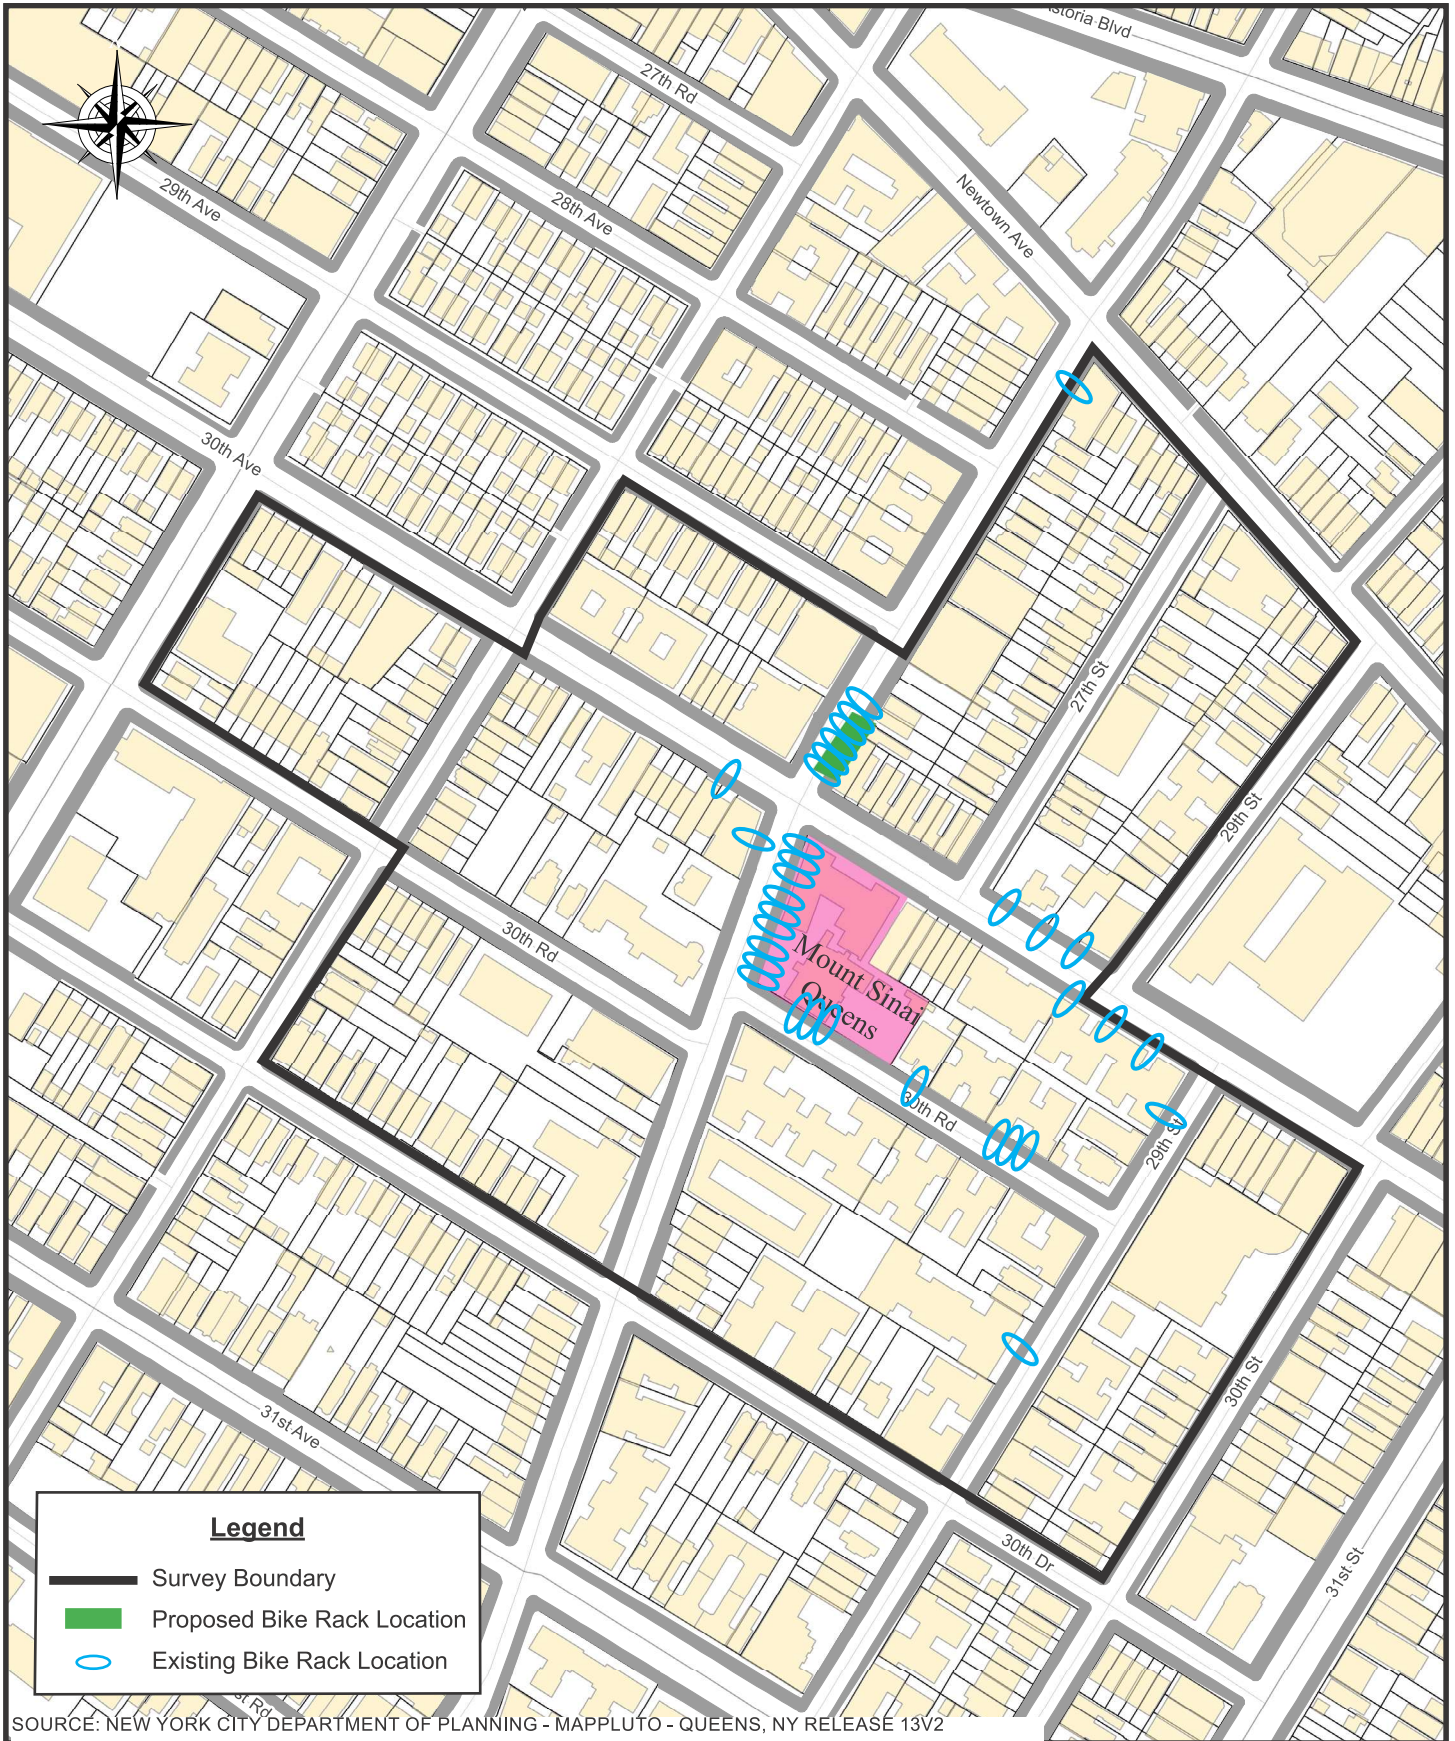 Astoria Blvd
27th Rd
29th Ave
28th Ave
Newtown Ave
30th Ave
27th St
29th St
30th Rd
Mount Sinai
Queens
30th Rd
29th St
30th St
31st Ave
30th Dr
31st St
Legend
Survey Boundary
Proposed Bike Rack Location
Existing Bike Rack Location
st Rd
SOURCE: NEW YORK CITY DEPARTMENT OF PLANNING - MAPPLUTO - QUEENS, NY RELEASE 13V2